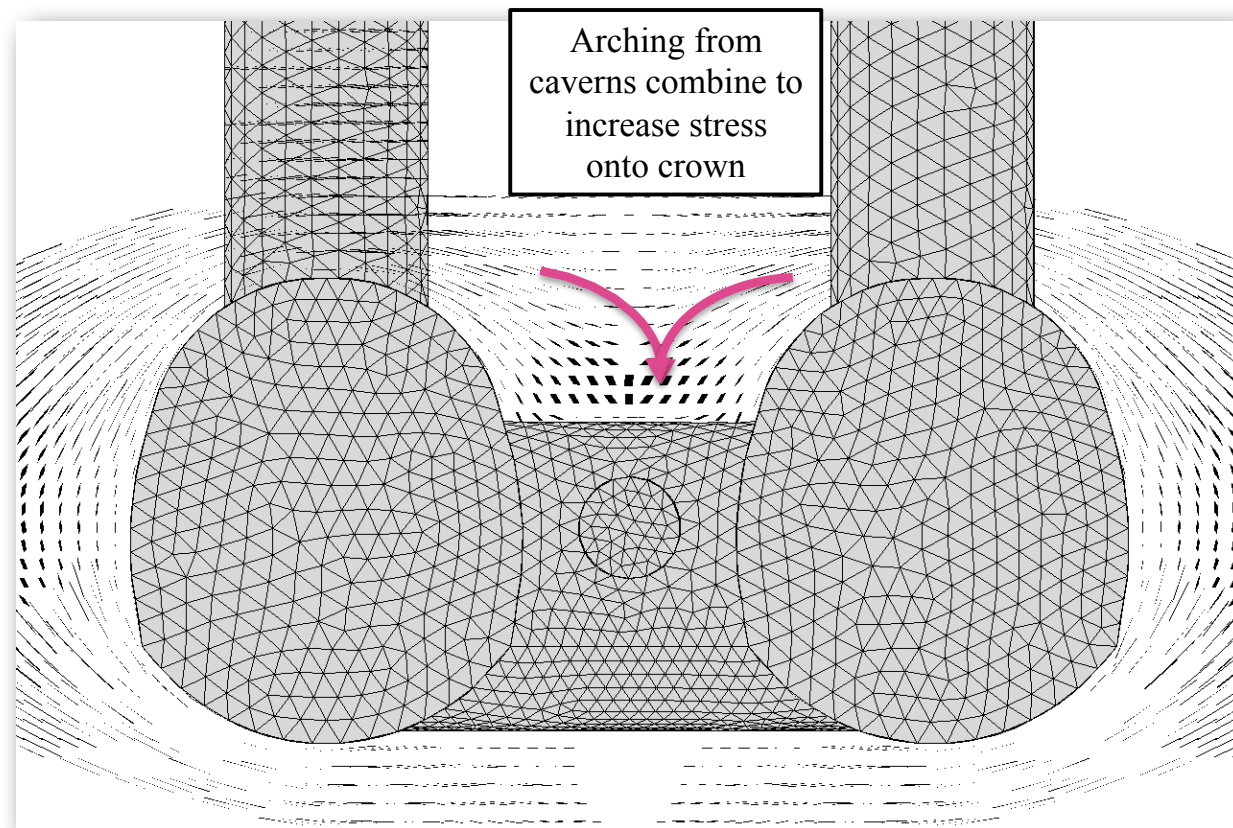 Arching from
caverns combine to
increase stress
onto crown